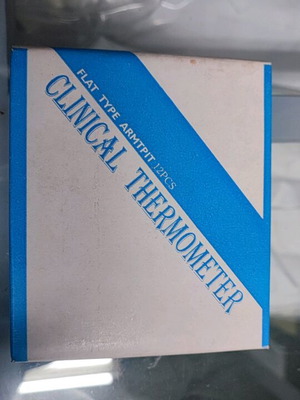 FLAT TYPE ARMTPIT 12PCS
CLINICAL THERMOMETER